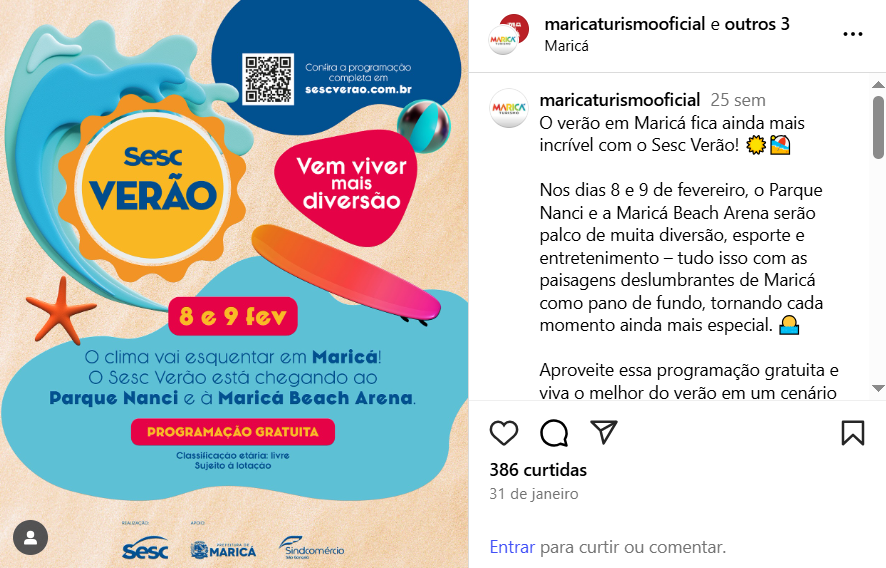 Confira a programação
completa em
sescverao.com.br
Sesc
VERÃO
Vem viver
mais
diversão
8 e 9 fev
O clima vai esquentar em Maricá!
O Sesc Verão está chegando ao
Parque Nanci e à Maricá Beach Arena.
PROGRAMAÇÃO GRATUITA
Classificação etária: livre
Sujeito à lotação
REALIZAÇÃO
Sesc
APOIO
PREFEITURA DE
MARICÁ
Sindcomércio
São Gonçalo
maricaturismooficial e outros 3
Maricá
MARICÁ
TURISMO
maricaturismooficial 25 sem
O verão em Maricá fica ainda mais
incrível com o Sesc Verão! 🌞🏖️
Nos dias 8 e 9 de fevereiro, o Parque
Nanci e a Maricá Beach Arena serão
palco de muita diversão, esporte e
entretenimento – tudo isso com as
paisagens deslumbrantes de Maricá
como pano de fundo, tornando cada
momento ainda mais especial. 🌅
Aproveite essa programação gratuita e
viva o melhor do verão em um cenário
386 curtidas
31 de janeiro
Entrar para curtir ou comentar.